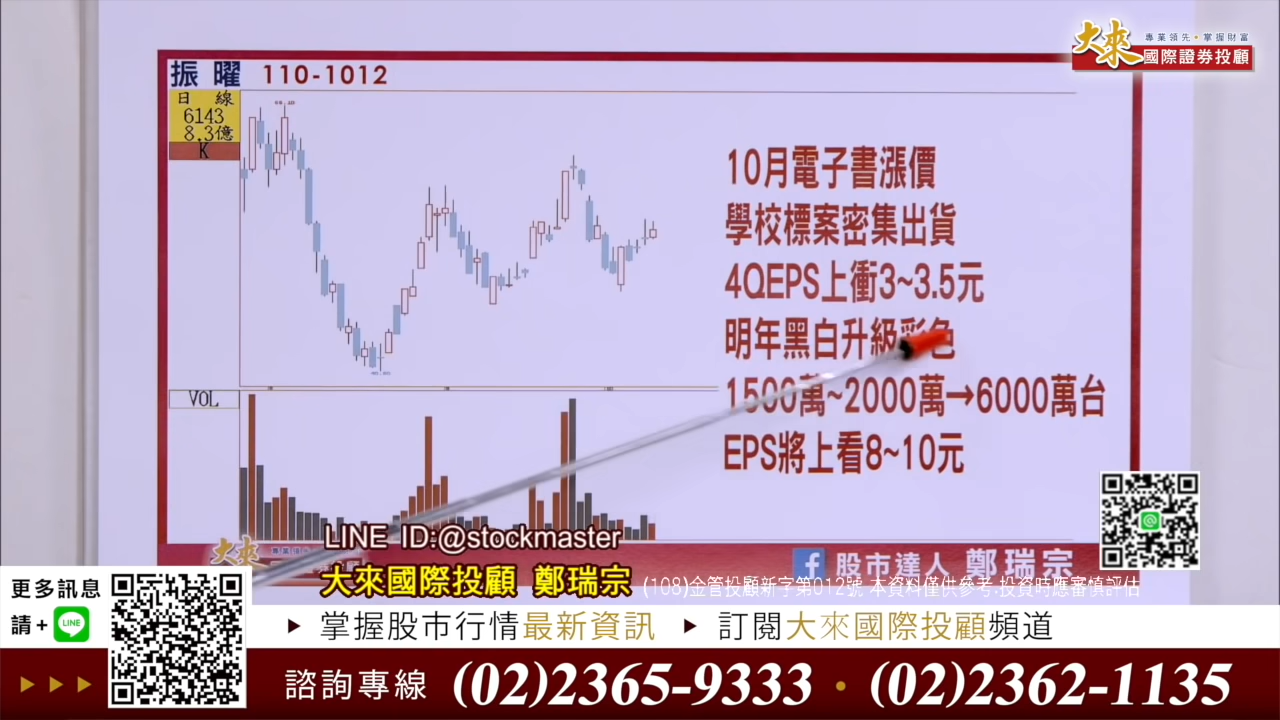 大來
專業領先·掌握財富
國際證券投顧
振曜 110-1012
日線
6143
8.3億
K
10月電子書漲價
學校標案密集出貨
4QEPS上衝3~3.5元
明年黑白升級彩色
1500萬~2000萬→6000萬台
EPS將上看8~10元
VOL
LINE ID:@stockmaster
大來
股市達人 鄭瑞宗
大來國際投顧 鄭瑞宗 (108)金管投顧新字第012號 本資料僅供參考.投資時應審慎評估
更多訊息
請+ LINE
掌握股市行情最新資訊 訂閱大來國際投顧頻道
諮詢專線 (02)2365-9333·(02)2362-1135